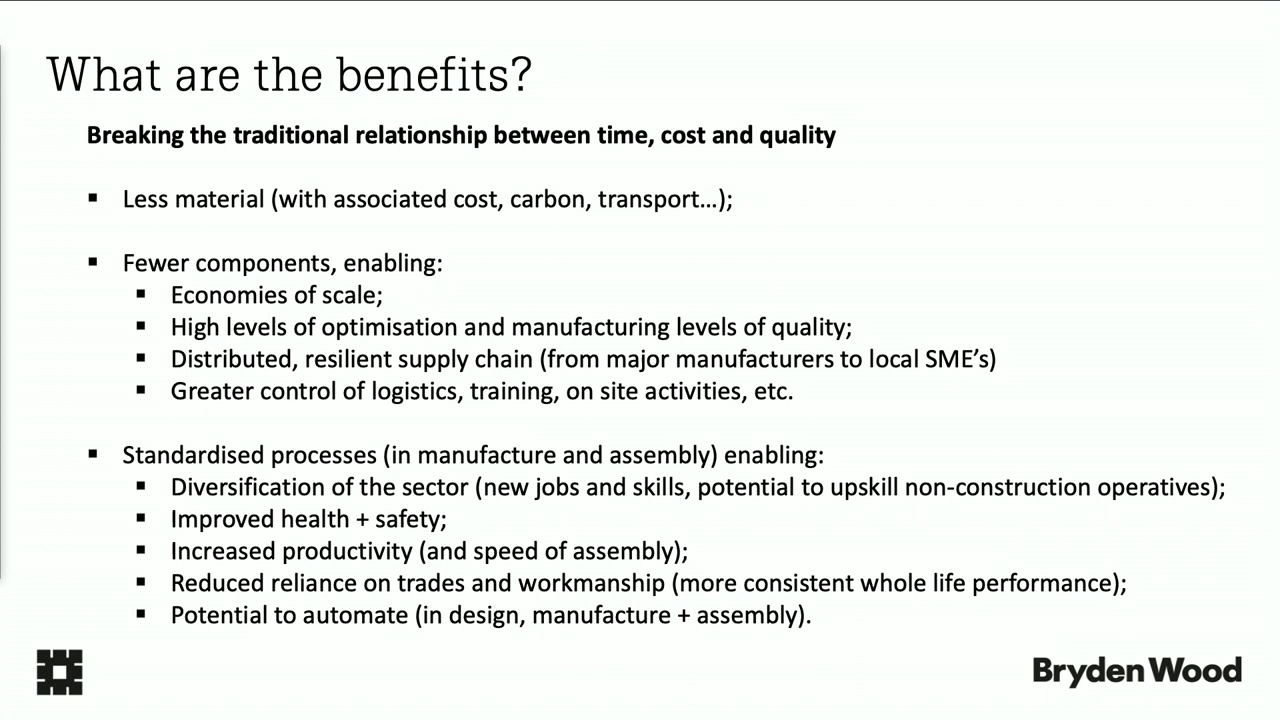 What are the benefits?
Breaking the traditional relationship between time, cost and quality
▪ Less material (with associated cost, carbon, transport...);
▪ Fewer components, enabling:
▪ Economies of scale;
▪ High levels of optimisation and manufacturing levels of quality;
▪ Distributed, resilient supply chain (from major manufacturers to local SME’s)
▪ Greater control of logistics, training, on site activities, etc.
▪ Standardised processes (in manufacture and assembly) enabling:
▪ Diversification of the sector (new jobs and skills, potential to upskill non-construction operatives);
▪ Improved health + safety;
▪ Increased productivity (and speed of assembly);
▪ Reduced reliance on trades and workmanship (more consistent whole life performance);
▪ Potential to automate (in design, manufacture + assembly).
Bryden Wood